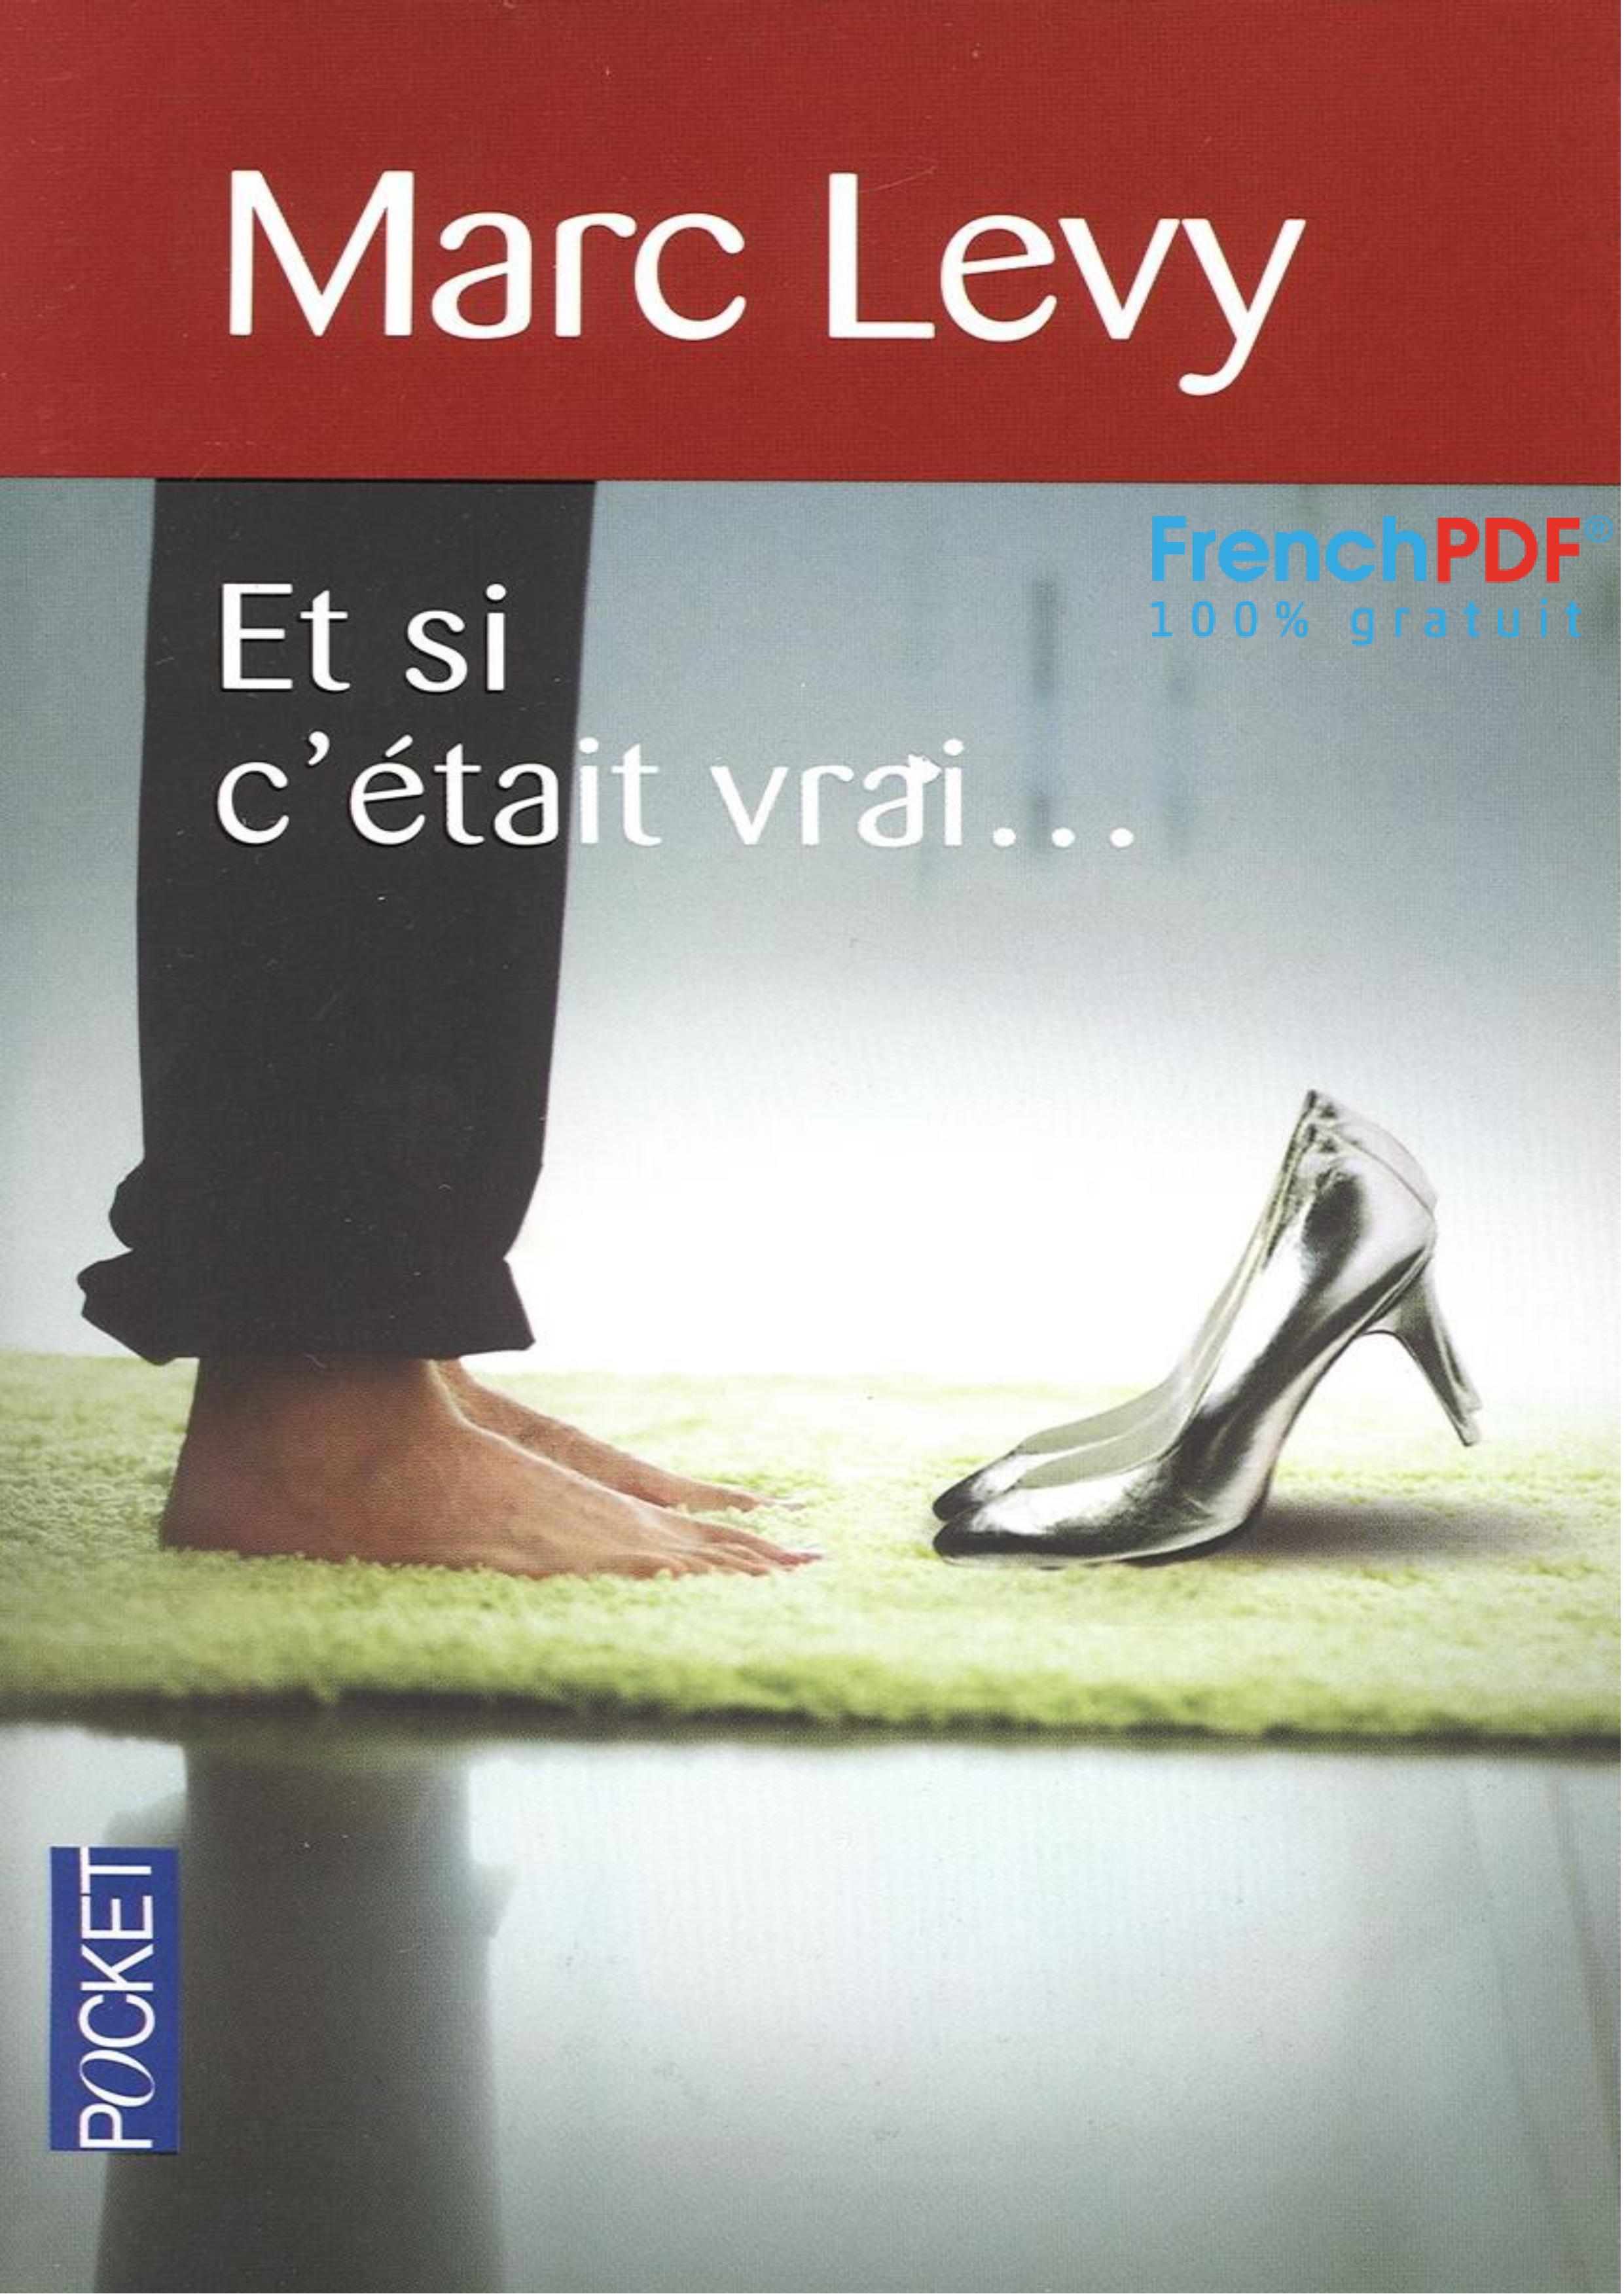 Marc Levy
FrenchPDF®
100% gratuit
Et si
c'était vrai...
POCKET